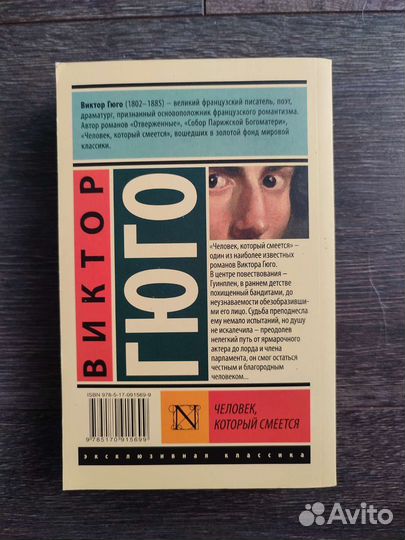 Виктор Гюго (1802–1885) – великий французский писатель, поэт,
драматург, признанный основоположник французского романтизма.
Автор романов «Отверженные», «Собор Парижской Богоматери»,
«Человек, который смеется», вошедших в золотой фонд мировой
классики.
ВИКТОР
ГЮГО
«Человек, который смеется» –
один из наиболее известных
романов Виктора Гюго.
В центре повествования –
Гуинплен, в раннем детстве
похищенный бандитами, до
неузнаваемости обезобразивши-
ми его лицо. Судьба преподнесла
ему немало испытаний, но душу
не искалечила – преодолев
нелегкий путь от ярмарочного
актера до лорда и члена
парламента, он смог остаться
честным и благородным
человеком...
ISBN 978-5-17-091569-9
9 785170 915699
N
ЧЕЛОВЕК,
КОТОРЫЙ СМЕЕТСЯ
эксклюзивная классика
Avito